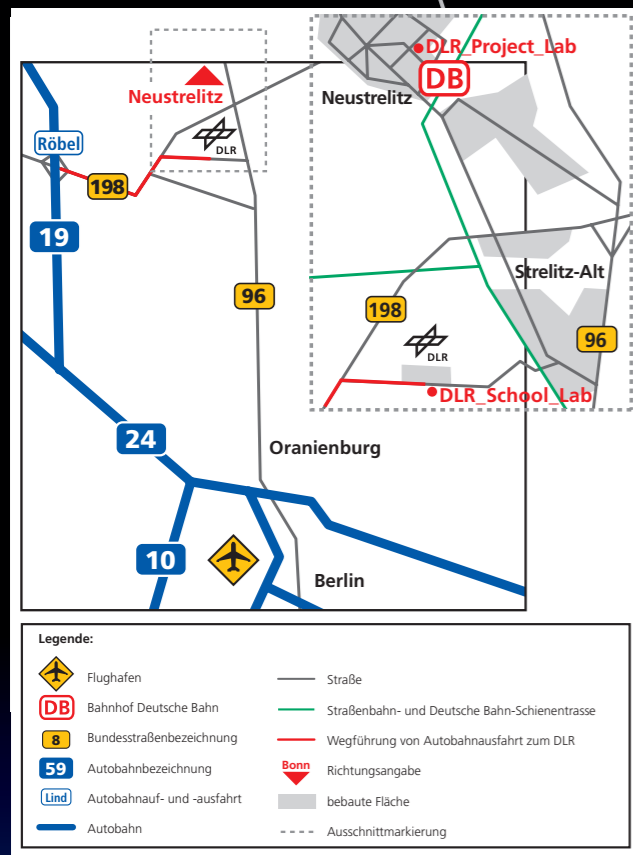 DLR_Project_Lab
DB
Neustrelitz
Neustrelitz
DLR
Röbel
198
19
Strelitz-Alt
96
198
96
DLR
DLR_School_Lab
24
Oranienburg
10
Berlin
Legende:
Flughafen
DB Bahnhof Deutsche Bahn
8 Bundesstraßenbezeichnung
59 Autobahnbezeichnung
Lind Autobahnauf- und -ausfahrt
Autobahn
Straße
Straßenbahn- und Deutsche Bahn-Schienentrasse
Wegführung von Autobahnausfahrt zum DLR
Bonn Richtungsangabe
bebaute Fläche
Ausschnittmarkierung